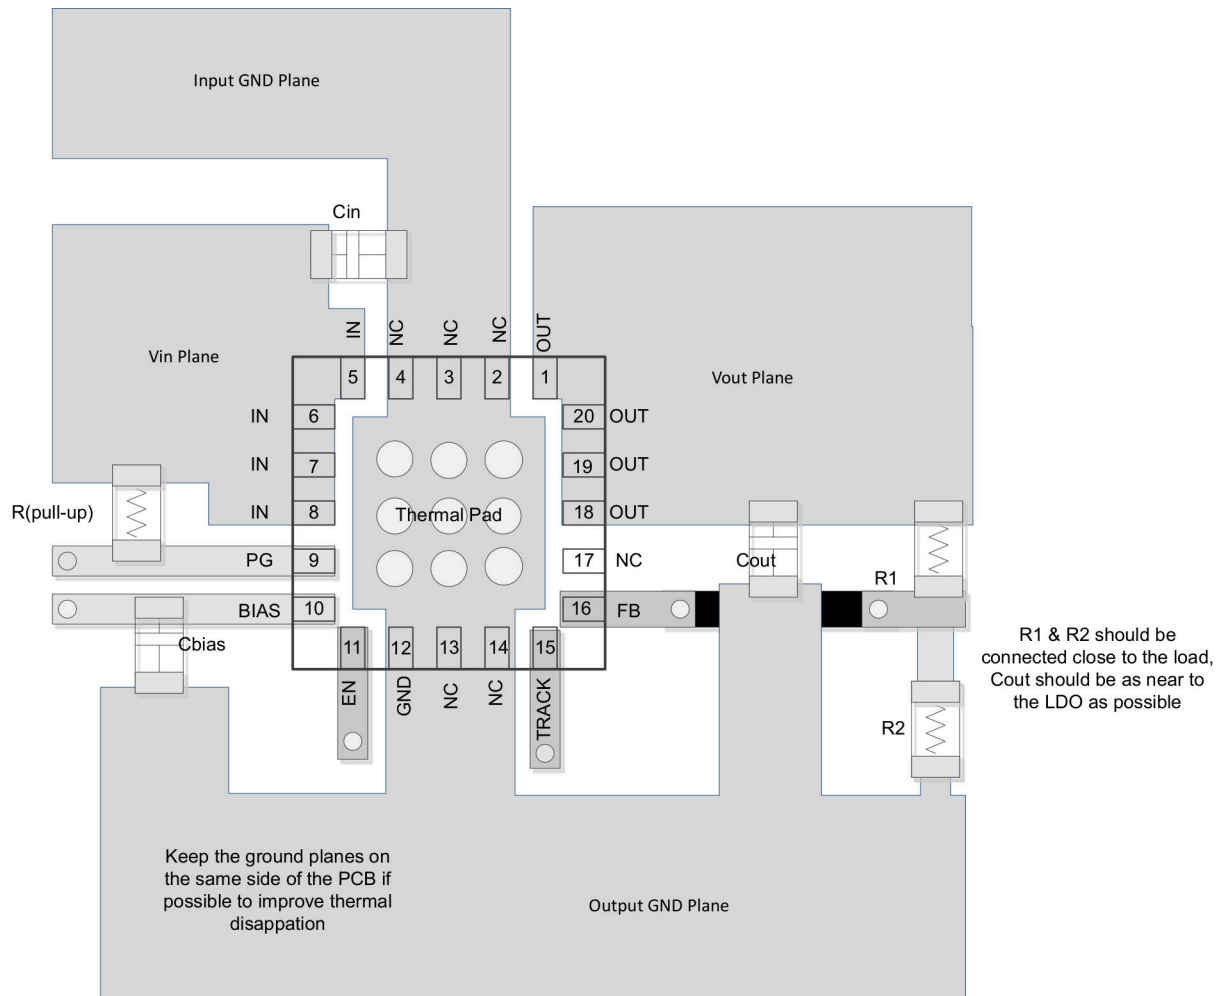 Input GND Plane
Cin
IN
NC
NC
NC
OUT
Vin Plane
Vout Plane
5
4
3
2
1
IN
6
20
OUT
IN
7
19
OUT
R(pull-up)
IN
8
Thermal Pad
18
OUT
PG
9
17
NC
Cout
R1
BIAS
10
16
FB
Cbias
11
12
13
14
15
EN
GND
NC
NC
TRACK
R1 & R2 should be
connected close to the load,
Cout should be as near to
the LDO as possible
R2
Keep the ground planes on
the same side of the PCB if
possible to improve thermal
disappation
Output GND Plane